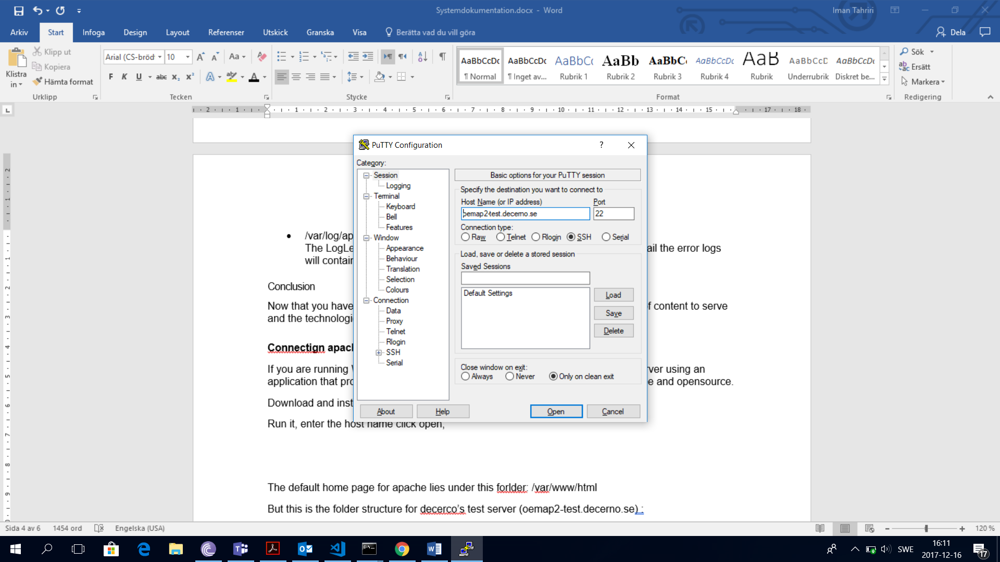 Systemdokumentation.docx - Word
Iman Tahriri
Arkiv Start Infoga Design Layout Referenser Utskick Granska Visa Berätta vad du vill göra Dela
Klistra in
Klipp ut
Kopiera
Hämta format
Urklipp
Arial (CS-bröd 10 Aa
F K U abc x₂ x²
Tecken
Stycke
AaBbCcDc AaBbCcDc AaBbCc AaBb AaBbC AaBbCcDc AaB AaBbCcD AaBbCcDc
¶ Normal ¶ Inget av... Rubrik 1 Rubrik 2 Rubrik 3 Rubrik 4 Rubrik Underrubrik Diskret be...
Format
Sök
Ersätt
Markera
Redigering
2 1 1 2 3 4 5 6 7 8 9 10 11 12 13 14 15 17 18
PuTTY Configuration ?
Category:
Session
Logging
Terminal
Keyboard
Bell
Features
Window
Appearance
Behaviour
Translation
Selection
Colours
Connection
Data
Proxy
Telnet
Rlogin
SSH
Serial
Basic options for your PuTTY session
Specify the destination you want to connect to
Host Name (or IP address) Port
oemap2-test.decerno.se 22
Connection type:
Raw Telnet Rlogin SSH Serial
Load, save or delete a stored session
Saved Sessions
Default Settings
Load
Save
Delete
Close window on exit:
Always Never Only on clean exit
About Help Open Cancel
• /var/log/ap
The LogLe ail the error logs
will contain
Conclusion
Now that you have f content to serve
and the technologi
Connectign apach
If you are running ver using an
application that pro e and opensource.
Download and inst
Run it, enter the host name click open,
The default home page for apache lies under this forlder: /var/www/html
But this is the folder structure for decerco’s test server (oemap2-test.decerno.se) :
Sida 4 av 6 1454 ord Engelska (USA) 120 %
SWE
16:11
2017-12-16
17